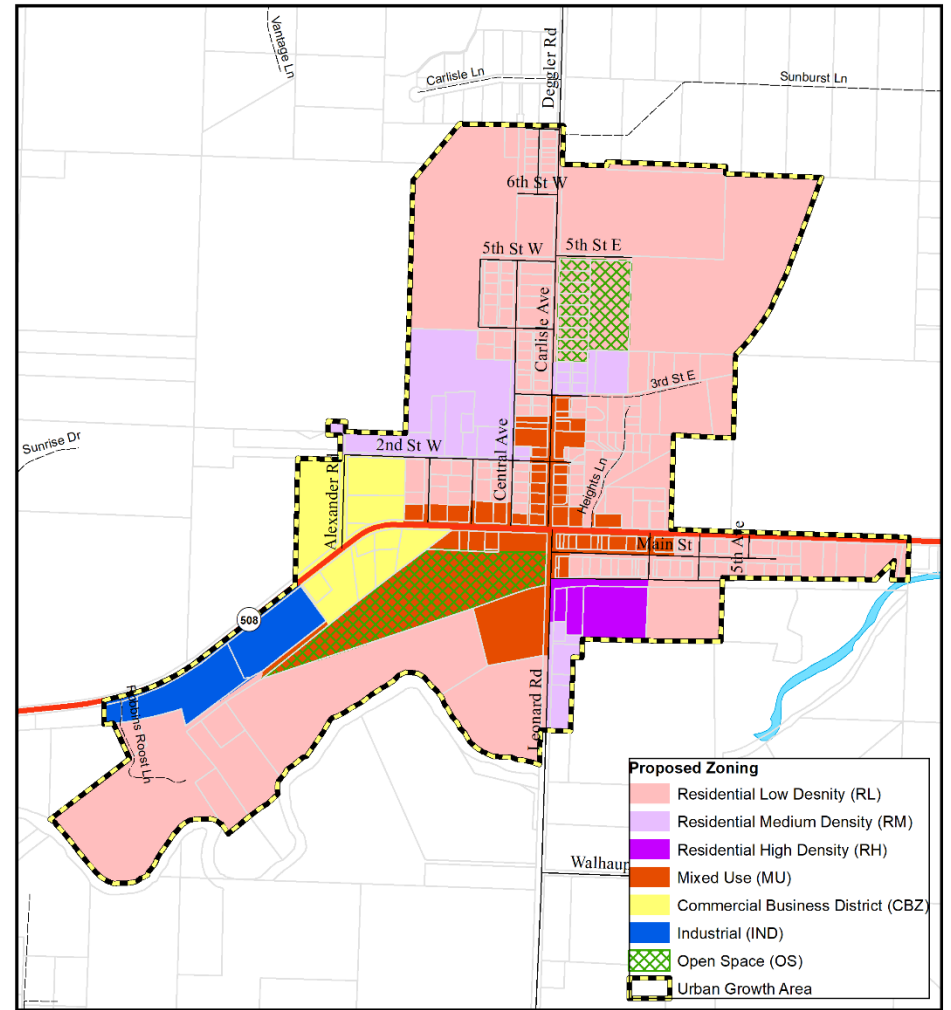 Vantage Ln
Carlisle Ln
Deggler Rd
Sunburst Ln
6th St W
5th St W
5th St E
Carlisle Ave
3rd St E
Sunrise Dr
2nd St W
Central Ave
Alexander Rd
Heights Ln
Main St
5th Ave
508
Robbins Roost Ln
Leonard Rd
Walhaup
Proposed Zoning
Residential Low Desnity (RL)
Residential Medium Density (RM)
Residential High Density (RH)
Mixed Use (MU)
Commercial Business District (CBZ)
Industrial (IND)
Open Space (OS)
Urban Growth Area